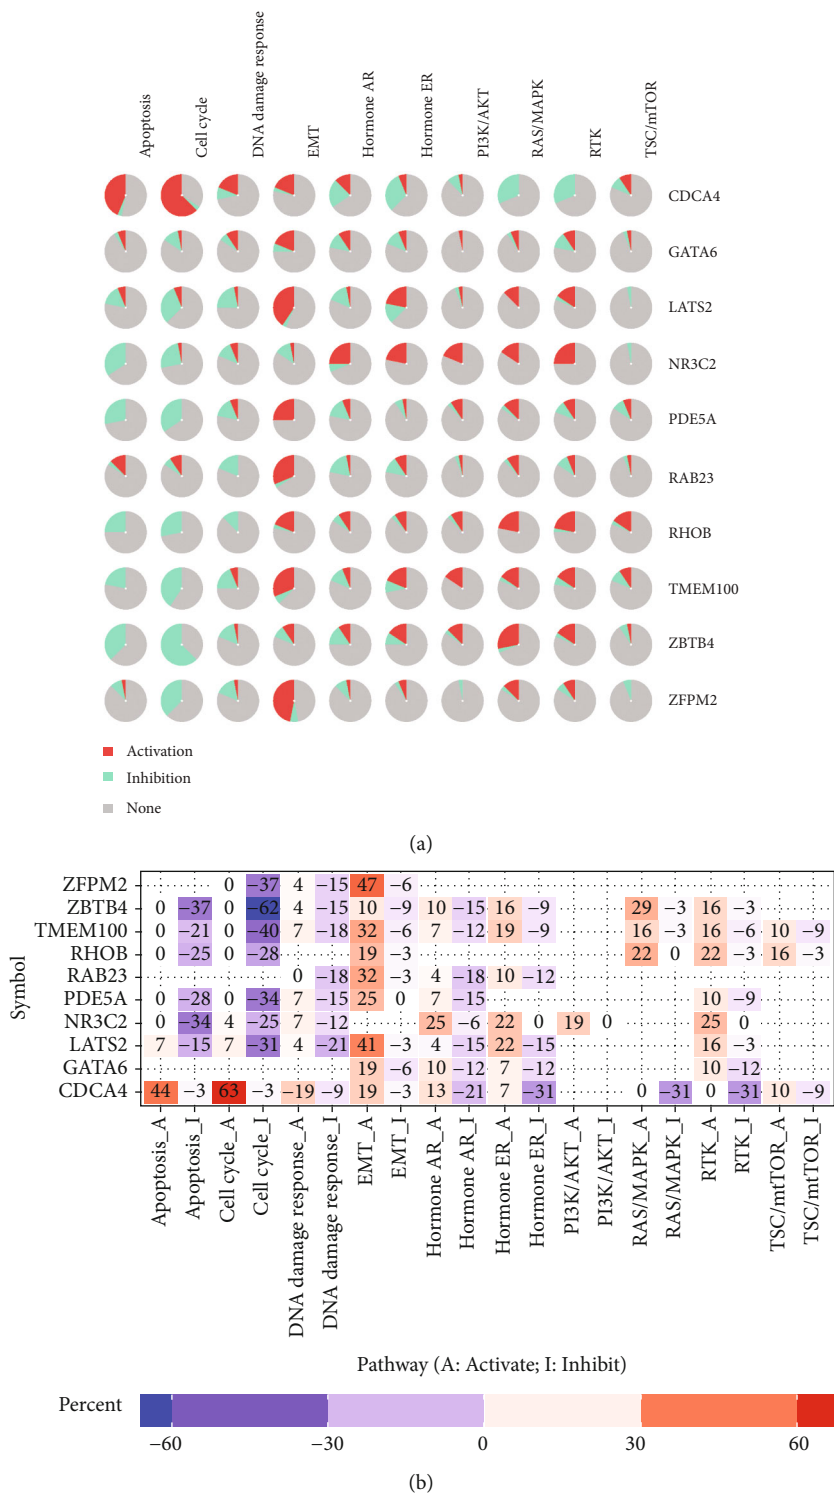 Apoptosis
Cell cycle
DNA damage response
EMT
Hormone AR
Hormone ER
PI3K/AKT
RAS/MAPK
RTK
TSC/mTOR
CDCA4
GATA6
LATS2
NR3C2
PDE5A
RAB23
RHOB
TMEM100
ZBTB4
ZFPM2
Activation
Inhibition
None
(a)
Symbol
ZFPM2 0 −37 4 −15 47 −6
ZBTB4 0 −37 0 −62 4 −15 10 −9 10 −15 16 −9 29 −3 16 −3
TMEM100 0 −21 0 −40 7 −18 32 −6 7 −12 19 −9 16 −3 16 −6 10 −9
RHOB 0 −25 0 −28 19 −3 22 0 22 −3 16 −3
RAB23 0 −18 32 −3 4 −18 10 −12
PDE5A 0 −28 0 −34 7 −15 25 0 7 −15 10 −9
NR3C2 0 −34 4 −25 7 −12 25 −6 22 0 19 0 25 0
LATS2 7 −15 7 −31 4 −21 41 −3 4 −15 22 −15 16 −3
GATA6 19 −6 10 −12 7 −12 10 −12
CDCA4 44 −3 63 −3 −19 −9 19 −3 13 −21 7 −31 0 −31 0 −31 10 −9
Apoptosis_A
Apoptosis_I
Cell cycle_A
Cell cycle_I
DNA damage response_A
DNA damage response_I
EMT_A
EMT_I
Hormone AR_A
Hormone AR_I
Hormone ER_A
Hormone ER_I
PI3K/AKT_A
PI3K/AKT_I
RAS/MAPK_A
RAS/MAPK_I
RTK_A
RTK_I
TSC/mtTOR_A
TSC/mtTOR_I
Pathway (A: Activate; I: Inhibit)
Percent
−60 −30 0 30 60
(b)